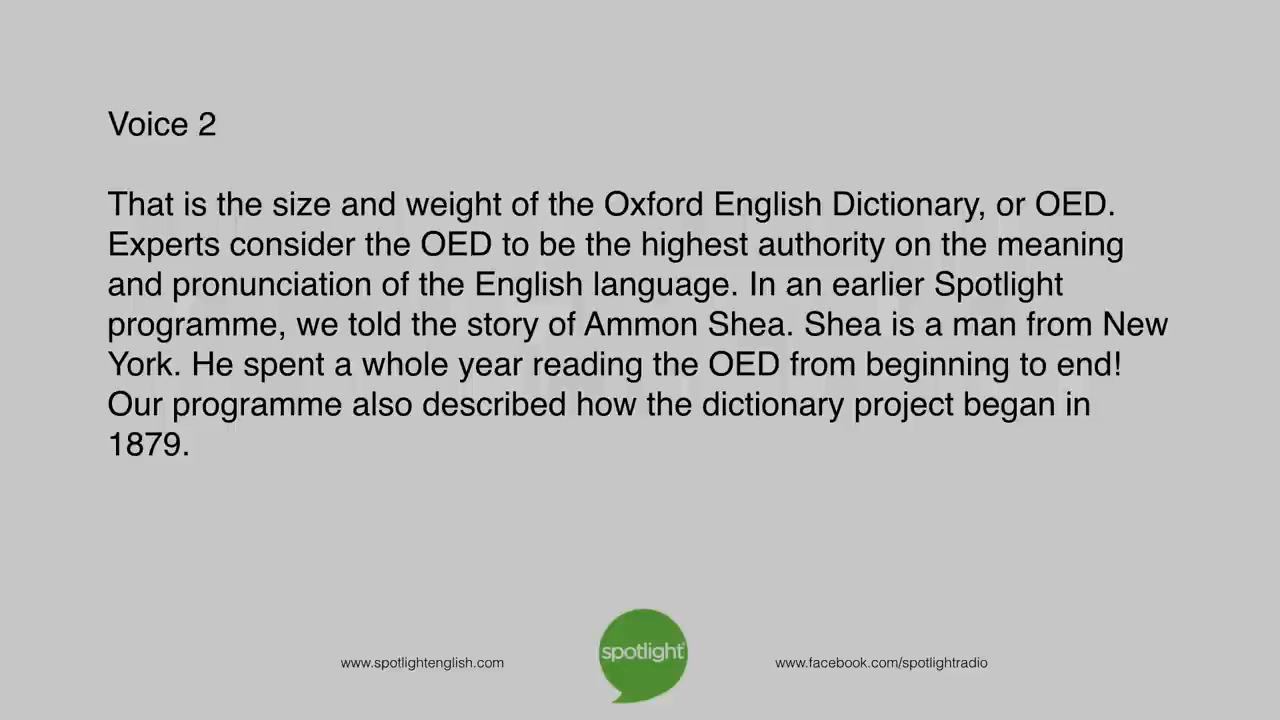 Voice 2
That is the size and weight of the Oxford English Dictionary, or OED.
Experts consider the OED to be the highest authority on the meaning
and pronunciation of the English language. In an earlier Spotlight
programme, we told the story of Ammon Shea. Shea is a man from New
York. He spent a whole year reading the OED from beginning to end!
Our programme also described how the dictionary project began in
1879.
www.spotlightenglish.com
spotlight
www.facebook.com/spotlightradio